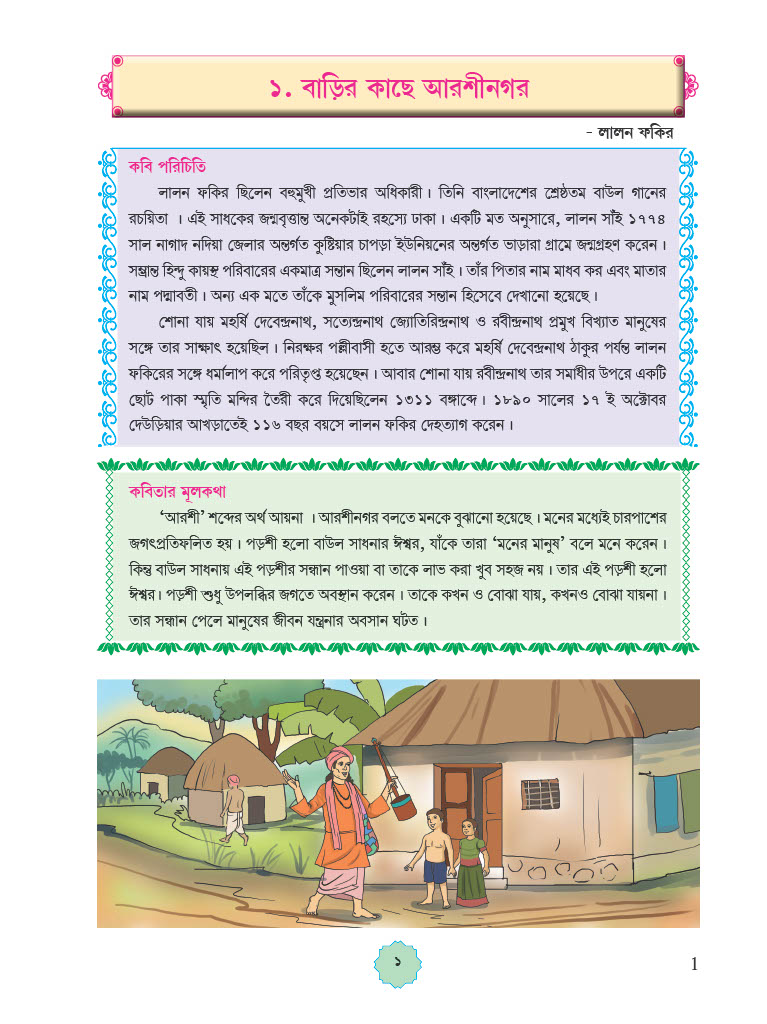 ১. বাড়ির কাছে আরশীনগর
- লালন ফকির
কবি পরিচিতি
লালন ফকির ছিলেন বহুমুখী প্রতিভার অধিকারী। তিনি বাংলাদেশের শ্রেষ্ঠতম বাউল গানের
রচয়িতা । এই সাধকের জন্মবৃত্তান্ত অনেকটাই রহস্যে ঢাকা। একটি মত অনুসারে, লালন সাঁই ১৭৭৪
সাল নাগাদ নদিয়া জেলার অন্তর্গত কুষ্টিয়ার চাপড়া ইউনিয়নের অন্তর্গত ভাড়ারা গ্রামে জন্মগ্রহণ করেন।
সম্ভ্রান্ত হিন্দু কায়স্থ পরিবারের একমাত্র সন্তান ছিলেন লালন সাঁই। তাঁর পিতার নাম মাধব কর এবং মাতার
নাম পদ্মাবতী। অন্য এক মতে তাঁকে মুসলিম পরিবারের সন্তান হিসেবে দেখানো হয়েছে।
শোনা যায় মহর্ষি দেবেন্দ্রনাথ, সত্যেন্দ্রনাথ জ্যোতিরিন্দ্রনাথ ও রবীন্দ্রনাথ প্রমুখ বিখ্যাত মানুষের
সঙ্গে তার সাক্ষাৎ হয়েছিল। নিরক্ষর পল্লীবাসী হতে আরম্ভ করে মহর্ষি দেবেন্দ্রনাথ ঠাকুর পর্যন্ত লালন
ফকিরের সঙ্গে ধর্মালাপ করে পরিতৃপ্ত হয়েছেন। আবার শোনা যায় রবীন্দ্রনাথ তার সমাধীর উপরে একটি
ছোট পাকা স্মৃতি মন্দির তৈরী করে দিয়েছিলেন ১৩১১ বঙ্গাব্দে। ১৮৯০ সালের ১৭ ই অক্টোবর
দেউড়িয়ার আখড়াতেই ১১৬ বছর বয়সে লালন ফকির দেহত্যাগ করেন।
কবিতার মূলকথা
‘আরশী’ শব্দের অর্থ আয়না । আরশীনগর বলতে মনকে বুঝানো হয়েছে। মনের মধ্যেই চারপাশের
জগৎপ্রতিফলিত হয়। পড়শী হলো বাউল সাধনার ঈশ্বর, যাঁকে তারা ‘মনের মানুষ’ বলে মনে করেন।
কিন্তু বাউল সাধনায় এই পড়শীর সন্ধান পাওয়া বা তাকে লাভ করা খুব সহজ নয়। তার এই পড়শী হলো
ঈশ্বর। পড়শী শুধু উপলব্ধির জগতে অবস্থান করেন। তাকে কখন ও বোঝা যায়, কখনও বোঝা যায়না।
তার সন্ধান পেলে মানুষের জীবন যন্ত্রনার অবসান ঘটত।
১
1